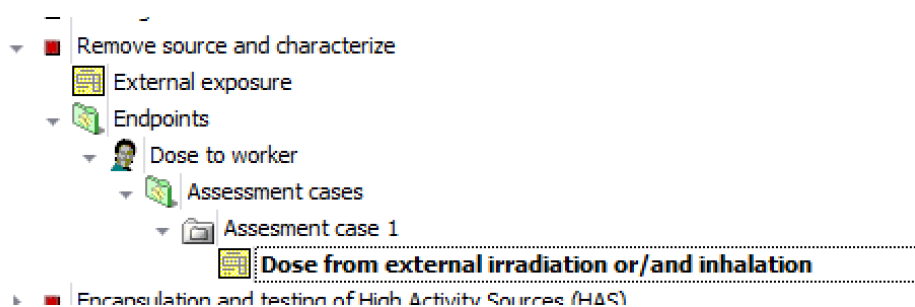 Remove source and characterize
External exposure
Endpoints
Dose to worker
Assessment cases
Assesment case 1
Dose from external irradiation or/and inhalation
Encapsulation and testing of High Activity Sources (HAS)